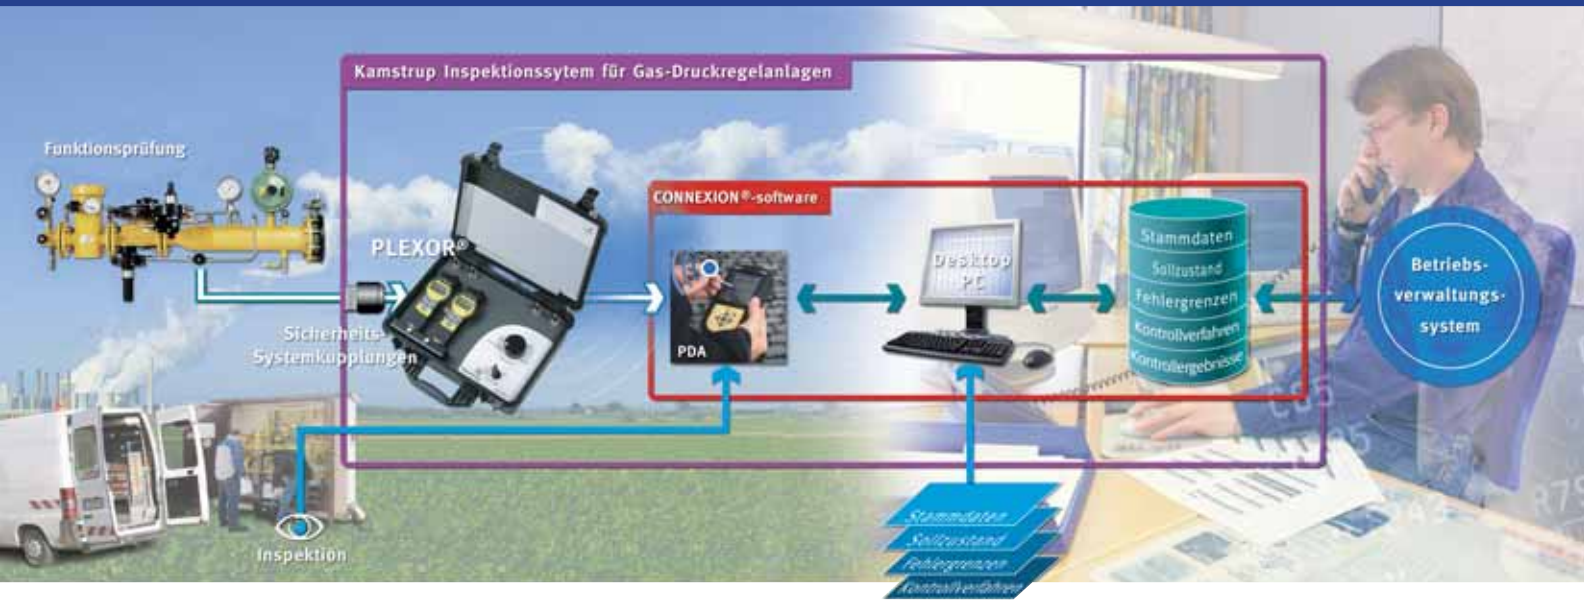 Kamstrup Inspektionssytem für Gas-Druckregelanlagen
Funktionsprüfung
PLEXOR®
Sicherheits-
Systemkupplungen
CONNEXION®-software
PDA
Desktop
PC
Stammdaten
Sollzustand
Fehlergrenzen
Kontrollverfahren
Kontrollergebnisse
Betriebs-
verwaltungs-
system
Inspektion
Stammdaten
Sollzustand
Fehlergrenzen
Kontrollverfahren